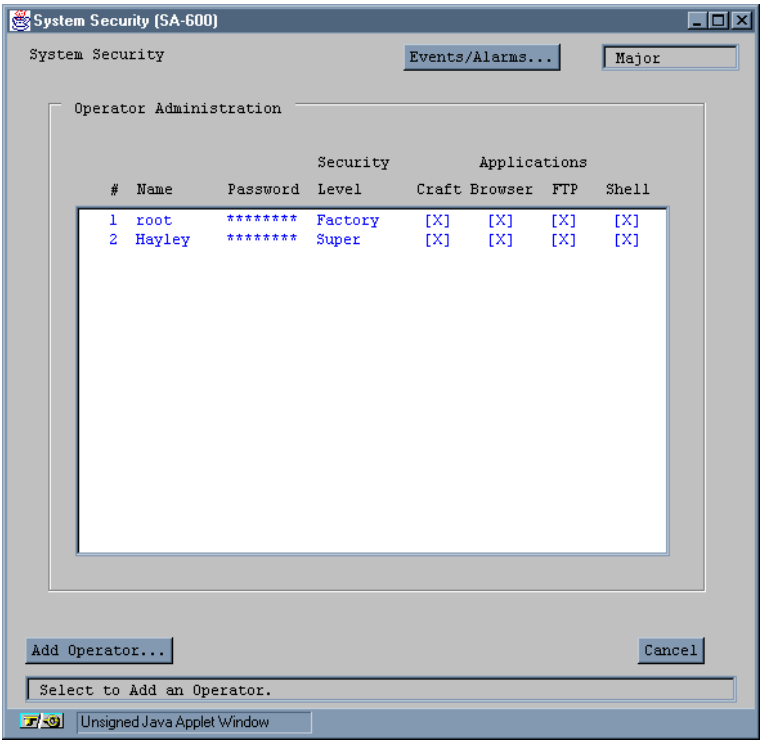 System Security (SA-600)
System Security Events/Alarms... Major
Operator Administration
Security Applications
# Name Password Level Craft Browser FTP Shell
1 root ******** Factory [X] [X] [X] [X]
2 Hayley ******** Super [X] [X] [X] [X]
Add Operator... Cancel
Select to Add an Operator.
Unsigned Java Applet Window